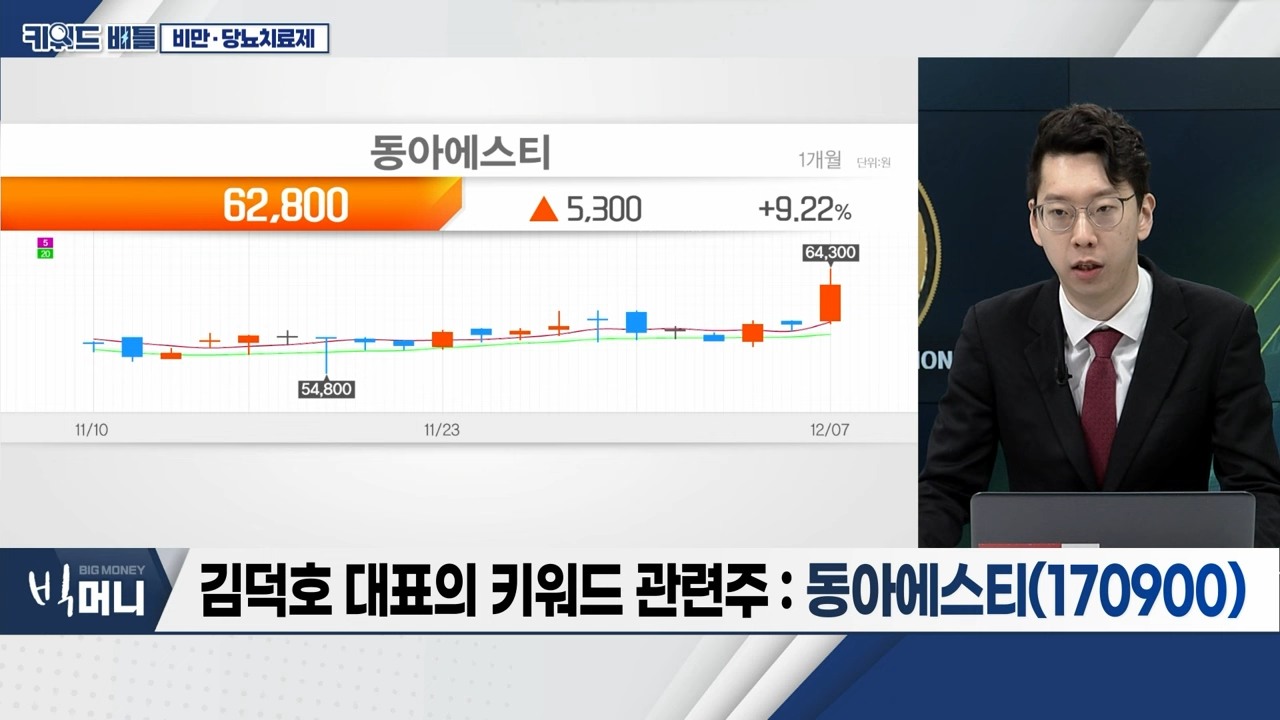 키워드 배틀 비만·당뇨치료제
동아에스티
1개월 단위:원
62,800 ▲ 5,300 +9.22%
5
20
64,300
54,800
11/10 11/23 12/07
ION
BIG MONEY
빅머니
김덕호 대표의 키워드 관련주 : 동아에스티(170900)